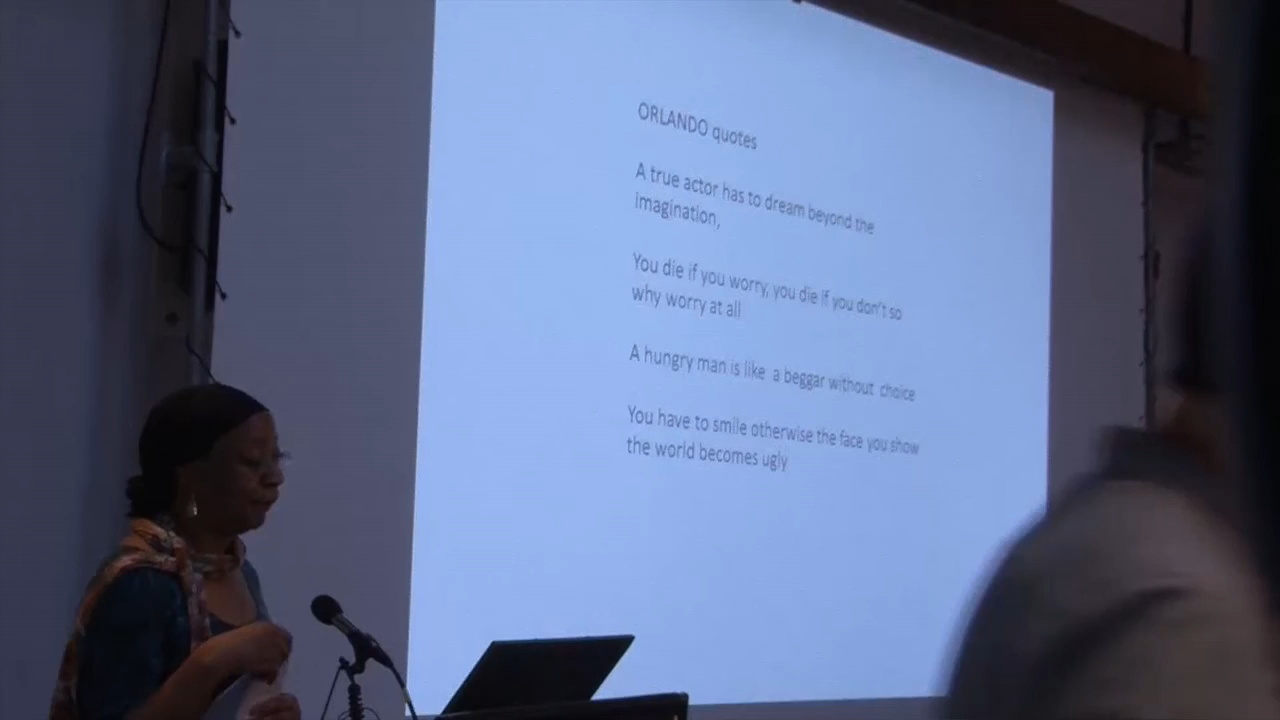 ORLANDO quotes
A true actor has to dream beyond the
imagination,
You die if you worry, you die if you don't so
why worry at all
A hungry man is like a beggar without choice
You have to smile otherwise the face you show
the world becomes ugly